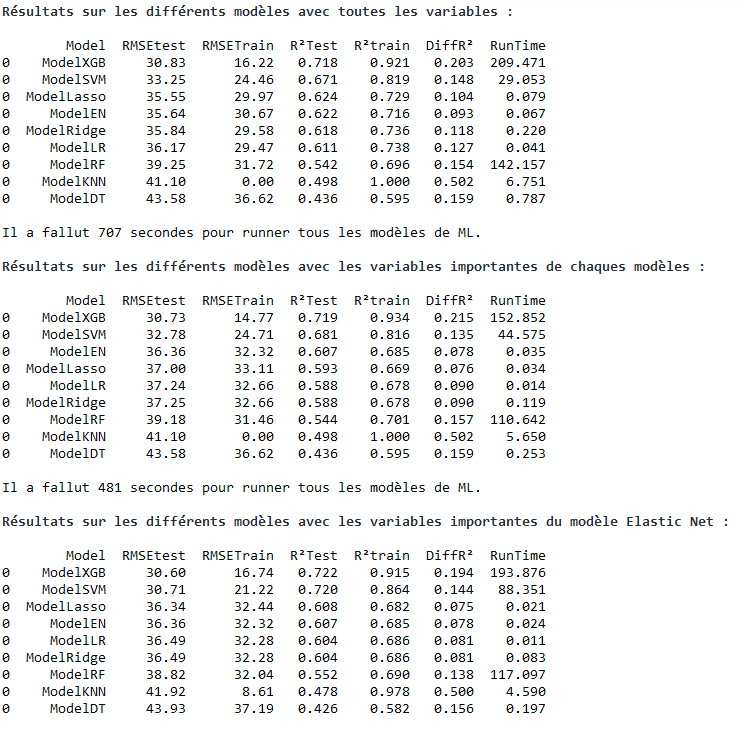 Résultats sur les différents modèles avec toutes les variables :
Model RMSEtest RMSETrain R²Test R²train DiffR² RunTime
0 ModelXGB 30.83 16.22 0.718 0.921 0.203 209.471
0 ModelSVM 33.25 24.46 0.671 0.819 0.148 29.053
0 ModelLasso 35.55 29.97 0.624 0.729 0.104 0.079
0 ModelEN 35.64 30.67 0.622 0.716 0.093 0.067
0 ModelRidge 35.84 29.58 0.618 0.736 0.118 0.220
0 ModelLR 36.17 29.47 0.611 0.738 0.127 0.041
0 ModelRF 39.25 31.72 0.542 0.696 0.154 142.157
0 ModelKNN 41.10 0.00 0.498 1.000 0.502 6.751
0 ModelDT 43.58 36.62 0.436 0.595 0.159 0.787
Il a fallut 707 secondes pour runner tous les modèles de ML.
Résultats sur les différents modèles avec les variables importantes de chaques modèles :
Model RMSEtest RMSETrain R²Test R²train DiffR² RunTime
0 ModelXGB 30.73 14.77 0.719 0.934 0.215 152.852
0 ModelSVM 32.78 24.71 0.681 0.816 0.135 44.575
0 ModelEN 36.36 32.32 0.607 0.685 0.078 0.035
0 ModelLasso 37.00 33.11 0.593 0.669 0.076 0.034
0 ModelLR 37.24 32.66 0.588 0.678 0.090 0.014
0 ModelRidge 37.25 32.66 0.588 0.678 0.090 0.119
0 ModelRF 39.18 31.46 0.544 0.701 0.157 110.642
0 ModelKNN 41.10 0.00 0.498 1.000 0.502 5.650
0 ModelDT 43.58 36.62 0.436 0.595 0.159 0.253
Il a fallut 481 secondes pour runner tous les modèles de ML.
Résultats sur les différents modèles avec les variables importantes du modèle Elastic Net :
Model RMSEtest RMSETrain R²Test R²train DiffR² RunTime
0 ModelXGB 30.60 16.74 0.722 0.915 0.194 193.876
0 ModelSVM 30.71 21.22 0.720 0.864 0.144 88.351
0 ModelLasso 36.34 32.44 0.608 0.682 0.075 0.021
0 ModelEN 36.36 32.32 0.607 0.685 0.078 0.024
0 ModelLR 36.49 32.28 0.604 0.686 0.081 0.011
0 ModelRidge 36.49 32.28 0.604 0.686 0.081 0.083
0 ModelRF 38.82 32.04 0.552 0.690 0.138 117.097
0 ModelKNN 41.92 8.61 0.478 0.978 0.500 4.590
0 ModelDT 43.93 37.19 0.426 0.582 0.156 0.197